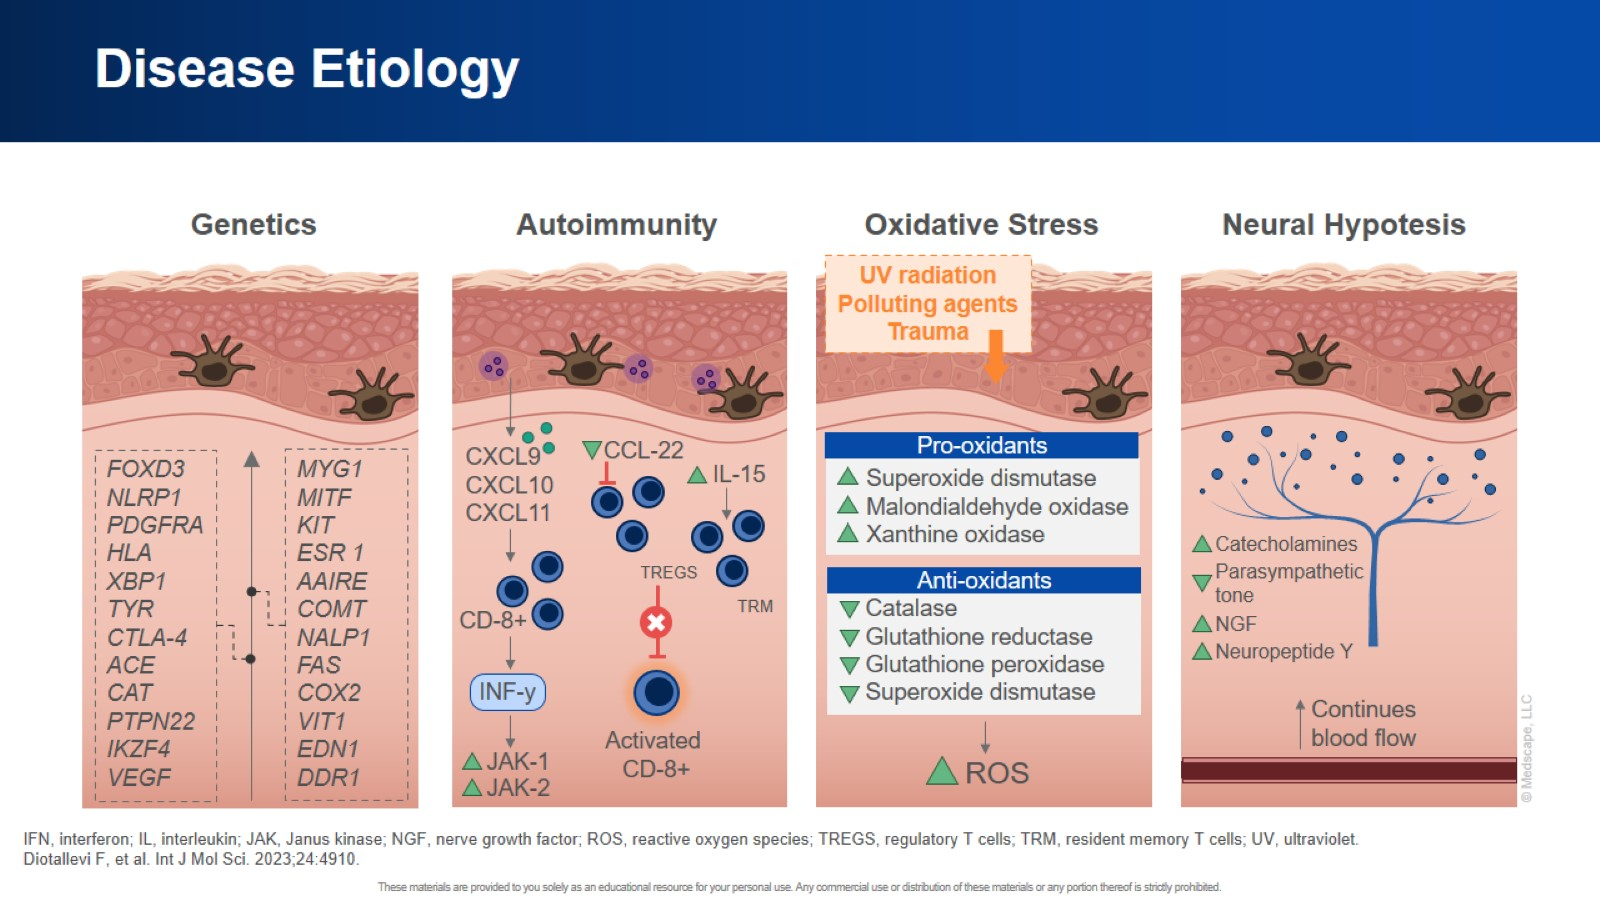 Disease Etiology
Genetics
FOXD3
NLRP1
PDGFRA
HLA
XBP1
TYR
CTLA-4
ACE
CAT
PTPN22
IKZF4
VEGF
MYG1
MITF
KIT
ESR 1
AAIRE
COMT
NALP1
FAS
COX2
VIT1
EDN1
DDR1
Autoimmunity
CXCL9
CXCL10
CXCL11
CD-8+
INF-y
JAK-1
JAK-2
CCL-22
TREGS
Activated
CD-8+
IL-15
TRM
Oxidative Stress
UV radiation
Polluting agents
Trauma
Pro-oxidants
Superoxide dismutase
Malondialdehyde oxidase
Xanthine oxidase
Anti-oxidants
Catalase
Glutathione reductase
Glutathione peroxidase
Superoxide dismutase
ROS
Neural Hypotesis
Catecholamines
Parasympathetic
tone
NGF
Neuropeptide Y
Continues
blood flow
© Medscape, LLC
IFN, interferon; IL, interleukin; JAK, Janus kinase; NGF, nerve growth factor; ROS, reactive oxygen species; TREGS, regulatory T cells; TRM, resident memory T cells; UV, ultraviolet.
Diotallevi F, et al. Int J Mol Sci. 2023;24:4910.
These materials are provided to you solely as an educational resource for your personal use. Any commercial use or distribution of these materials or any portion thereof is strictly prohibited.